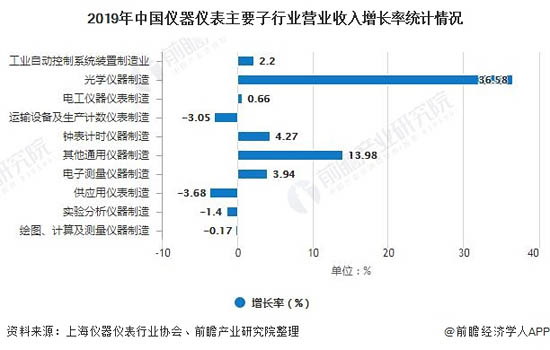 2019年中国仪器仪表主要子行业营业收入增长率统计情况
工业自动控制系统装置制造业 2.2
光学仪器制造 36.58
电工仪器仪表制造 0.66
运输设备及生产计数仪表制造 -3.05
钟表计时仪器制造 4.27
其他通用仪器制造 13.98
电子测量仪器制造 3.94
供应用仪表制造 -3.68
实验分析仪器制造 -1.4
绘图、计算及测量仪器制造 -0.17
-10 0 10 20 30 40
单位:%
增长率(%)
资料来源:上海仪器仪表行业协会、前瞻产业研究院整理 @前瞻经济学人APP
前瞻产业研究院